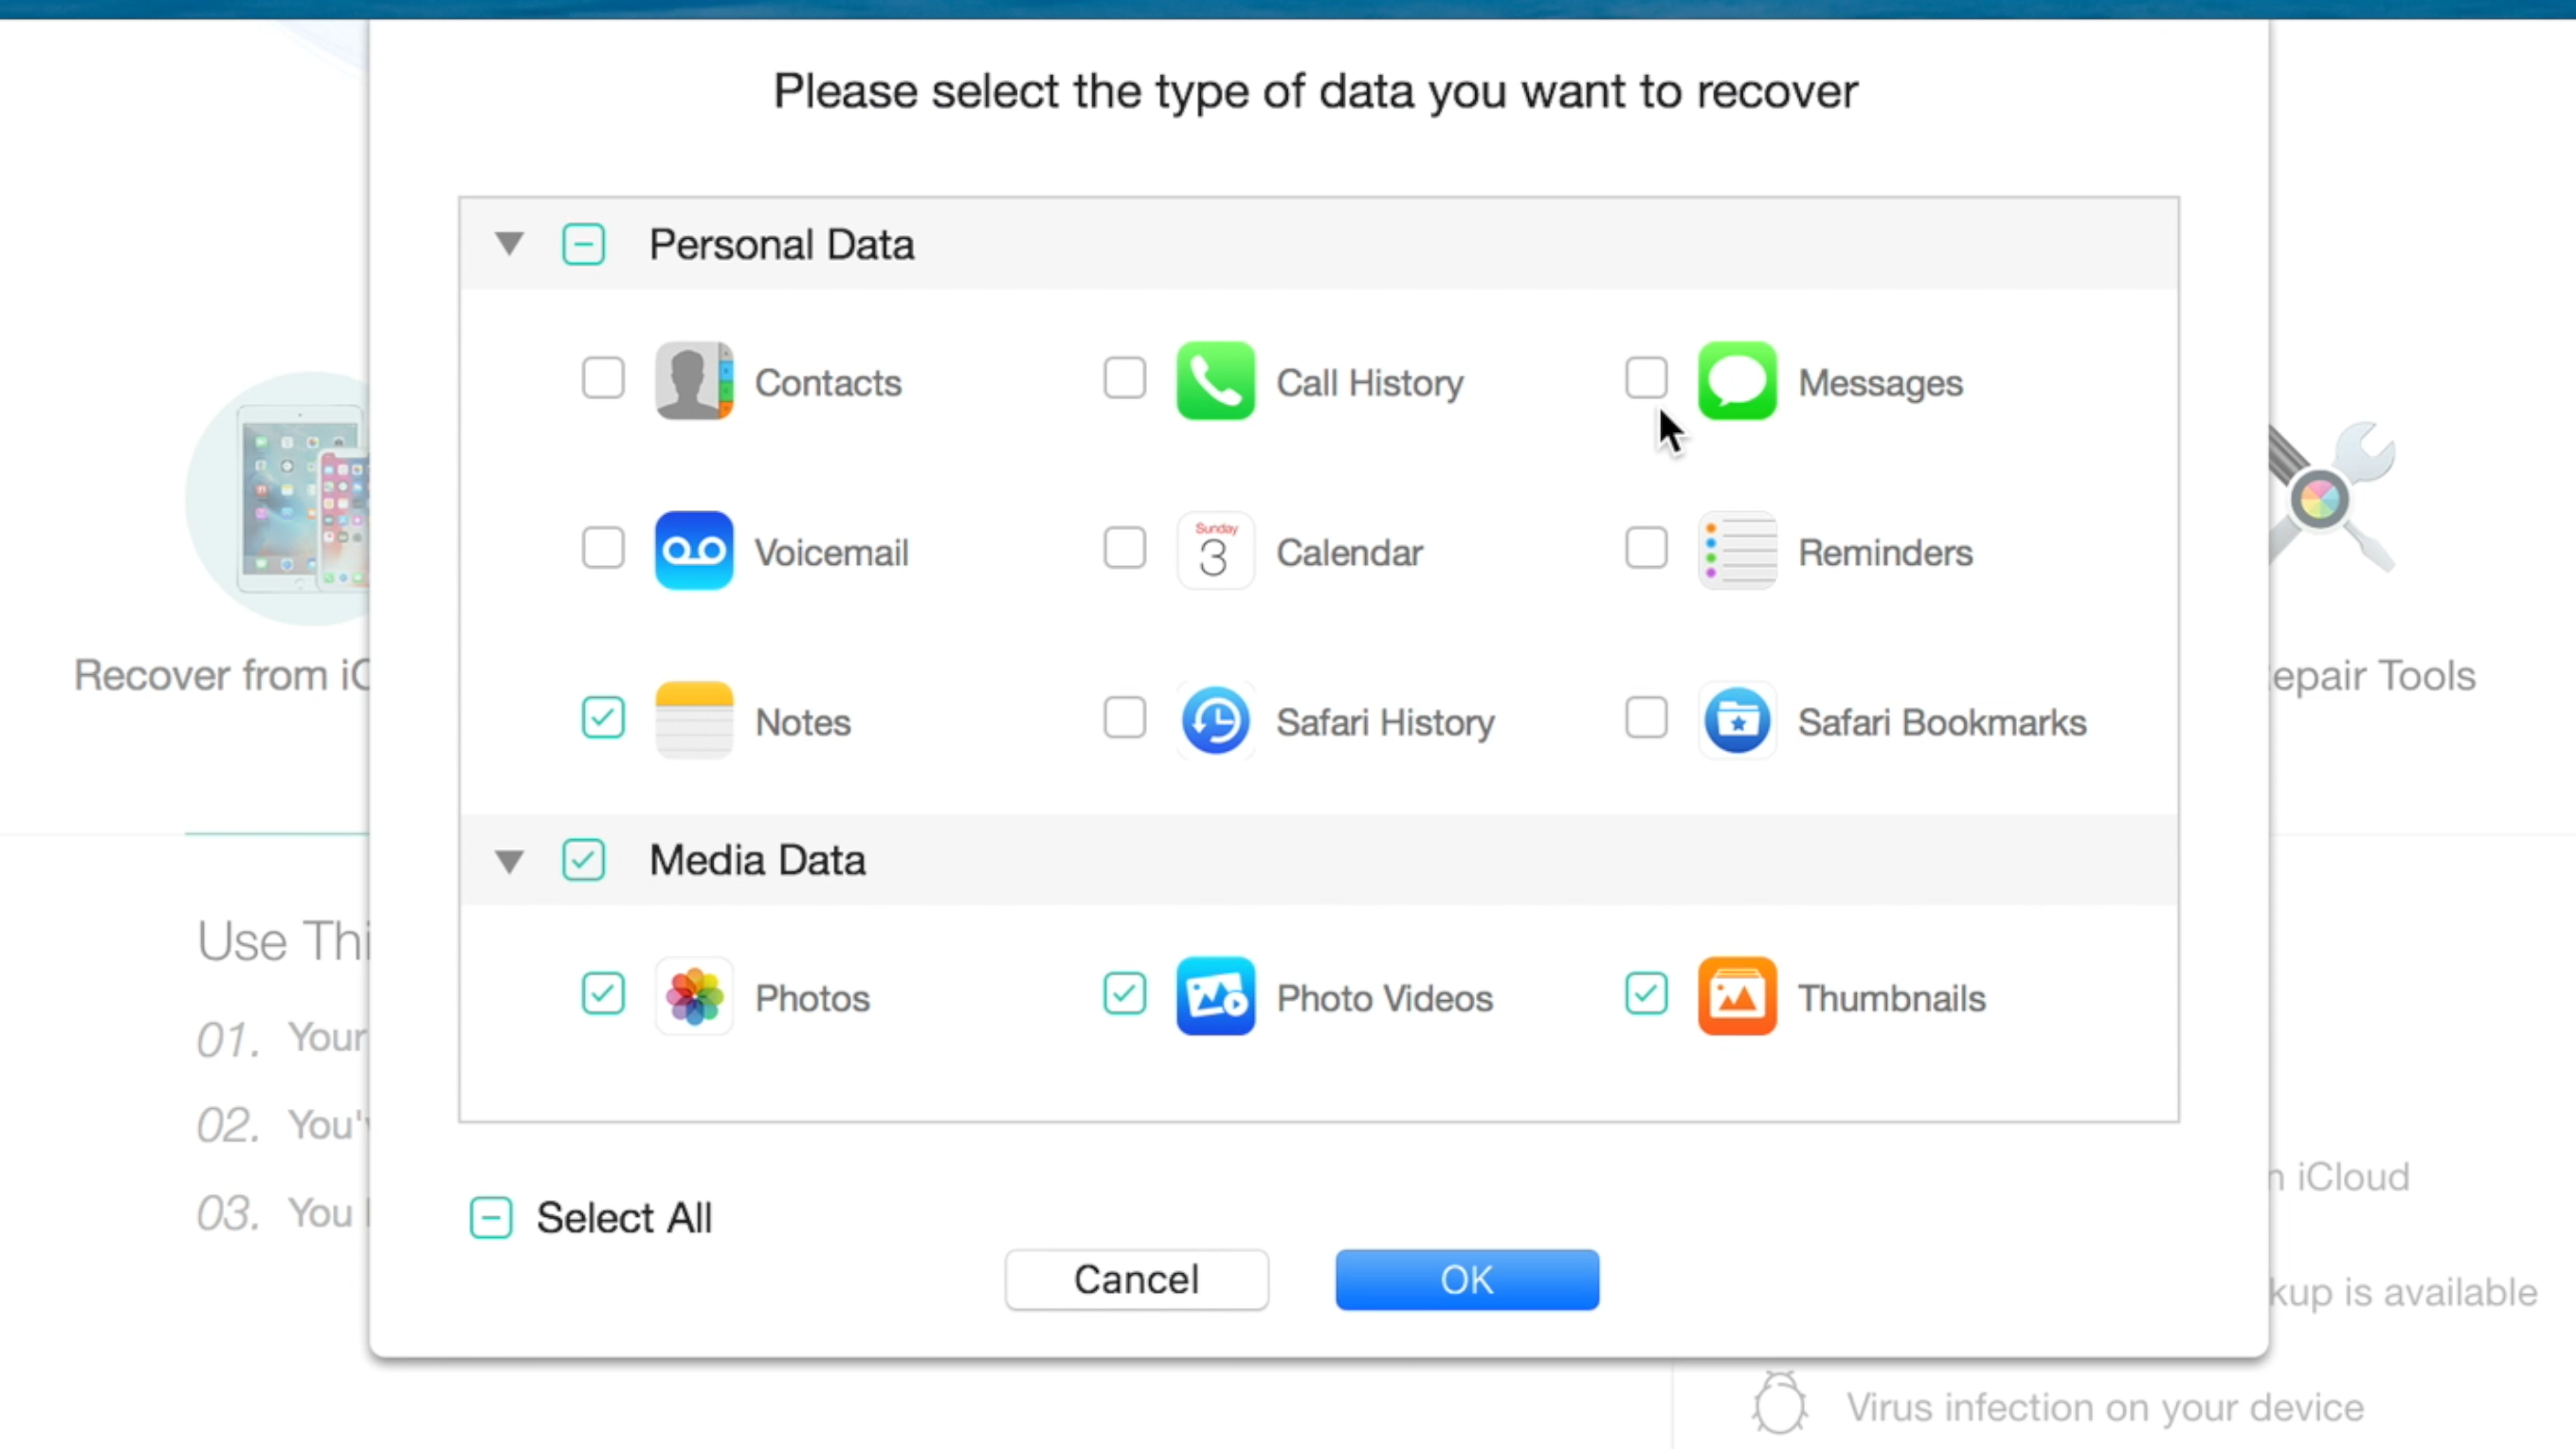 Please select the type of data you want to recover
Personal Data
Contacts
Call History
Messages
Voicemail
Sunday
3
Calendar
Reminders
Notes
Safari History
Safari Bookmarks
Media Data
Photos
Photo Videos
Thumbnails
Select All
Cancel
OK
Recover from iC
epair Tools
Use Thi
01. Your
02. You'
03. You
n iCloud
kup is available
Virus infection on your device